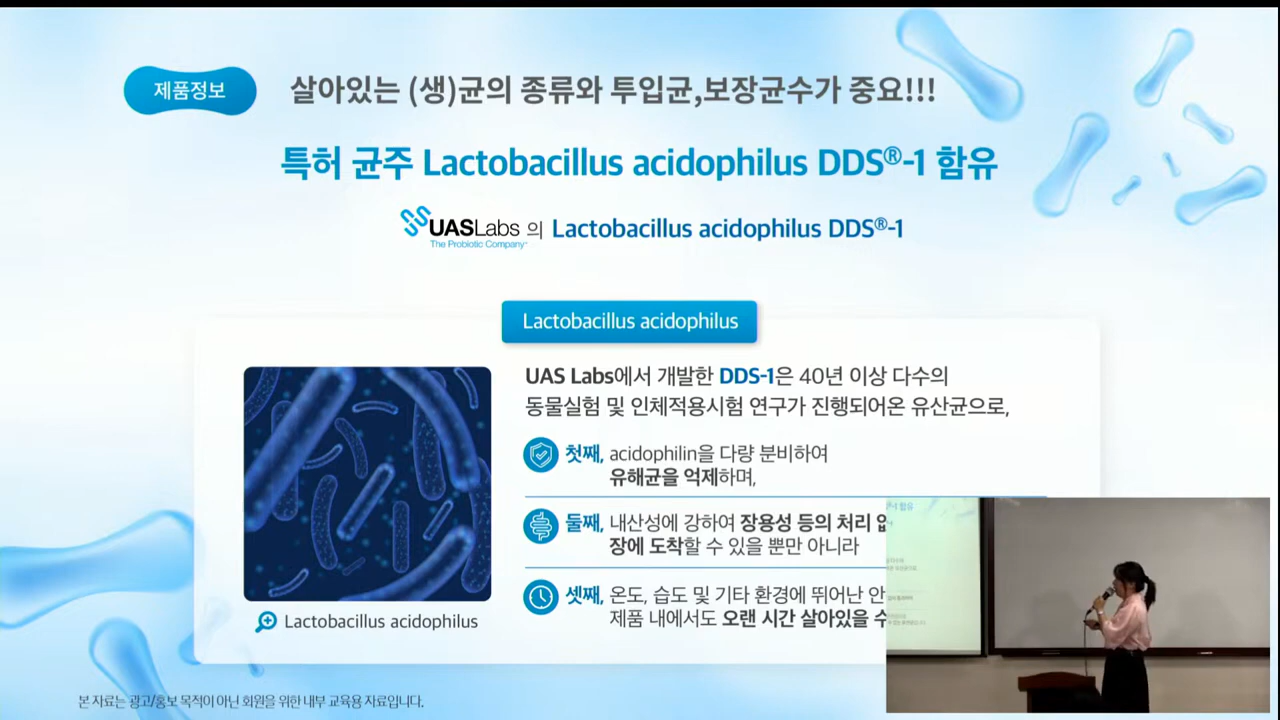 제품정보
살아있는 (생)균의 종류와 투입균,보장균수가 중요!!!
특허 균주 Lactobacillus acidophilus DDS®-1 함유
UASLabs 의 Lactobacillus acidophilus DDS®-1
The Probiotic Company™
Lactobacillus acidophilus
UAS Labs에서 개발한 DDS-1은 40년 이상 다수의
동물실험 및 인체적용시험 연구가 진행되어온 유산균으로,
첫째, acidophilin을 다량 분비하여
유해균을 억제하며,
둘째, 내산성에 강하여 장용성 등의 처리
장에 도착할 수 있을 뿐만 아니라
셋째, 온도, 습도 및 기타 환경에 뛰어난 안
제품 내에서도 오랜 시간 살아있을 수
Lactobacillus acidophilus
본 자료는 광고/홍보 목적이 아닌 회원을 위한 내부 교육용 자료입니다.